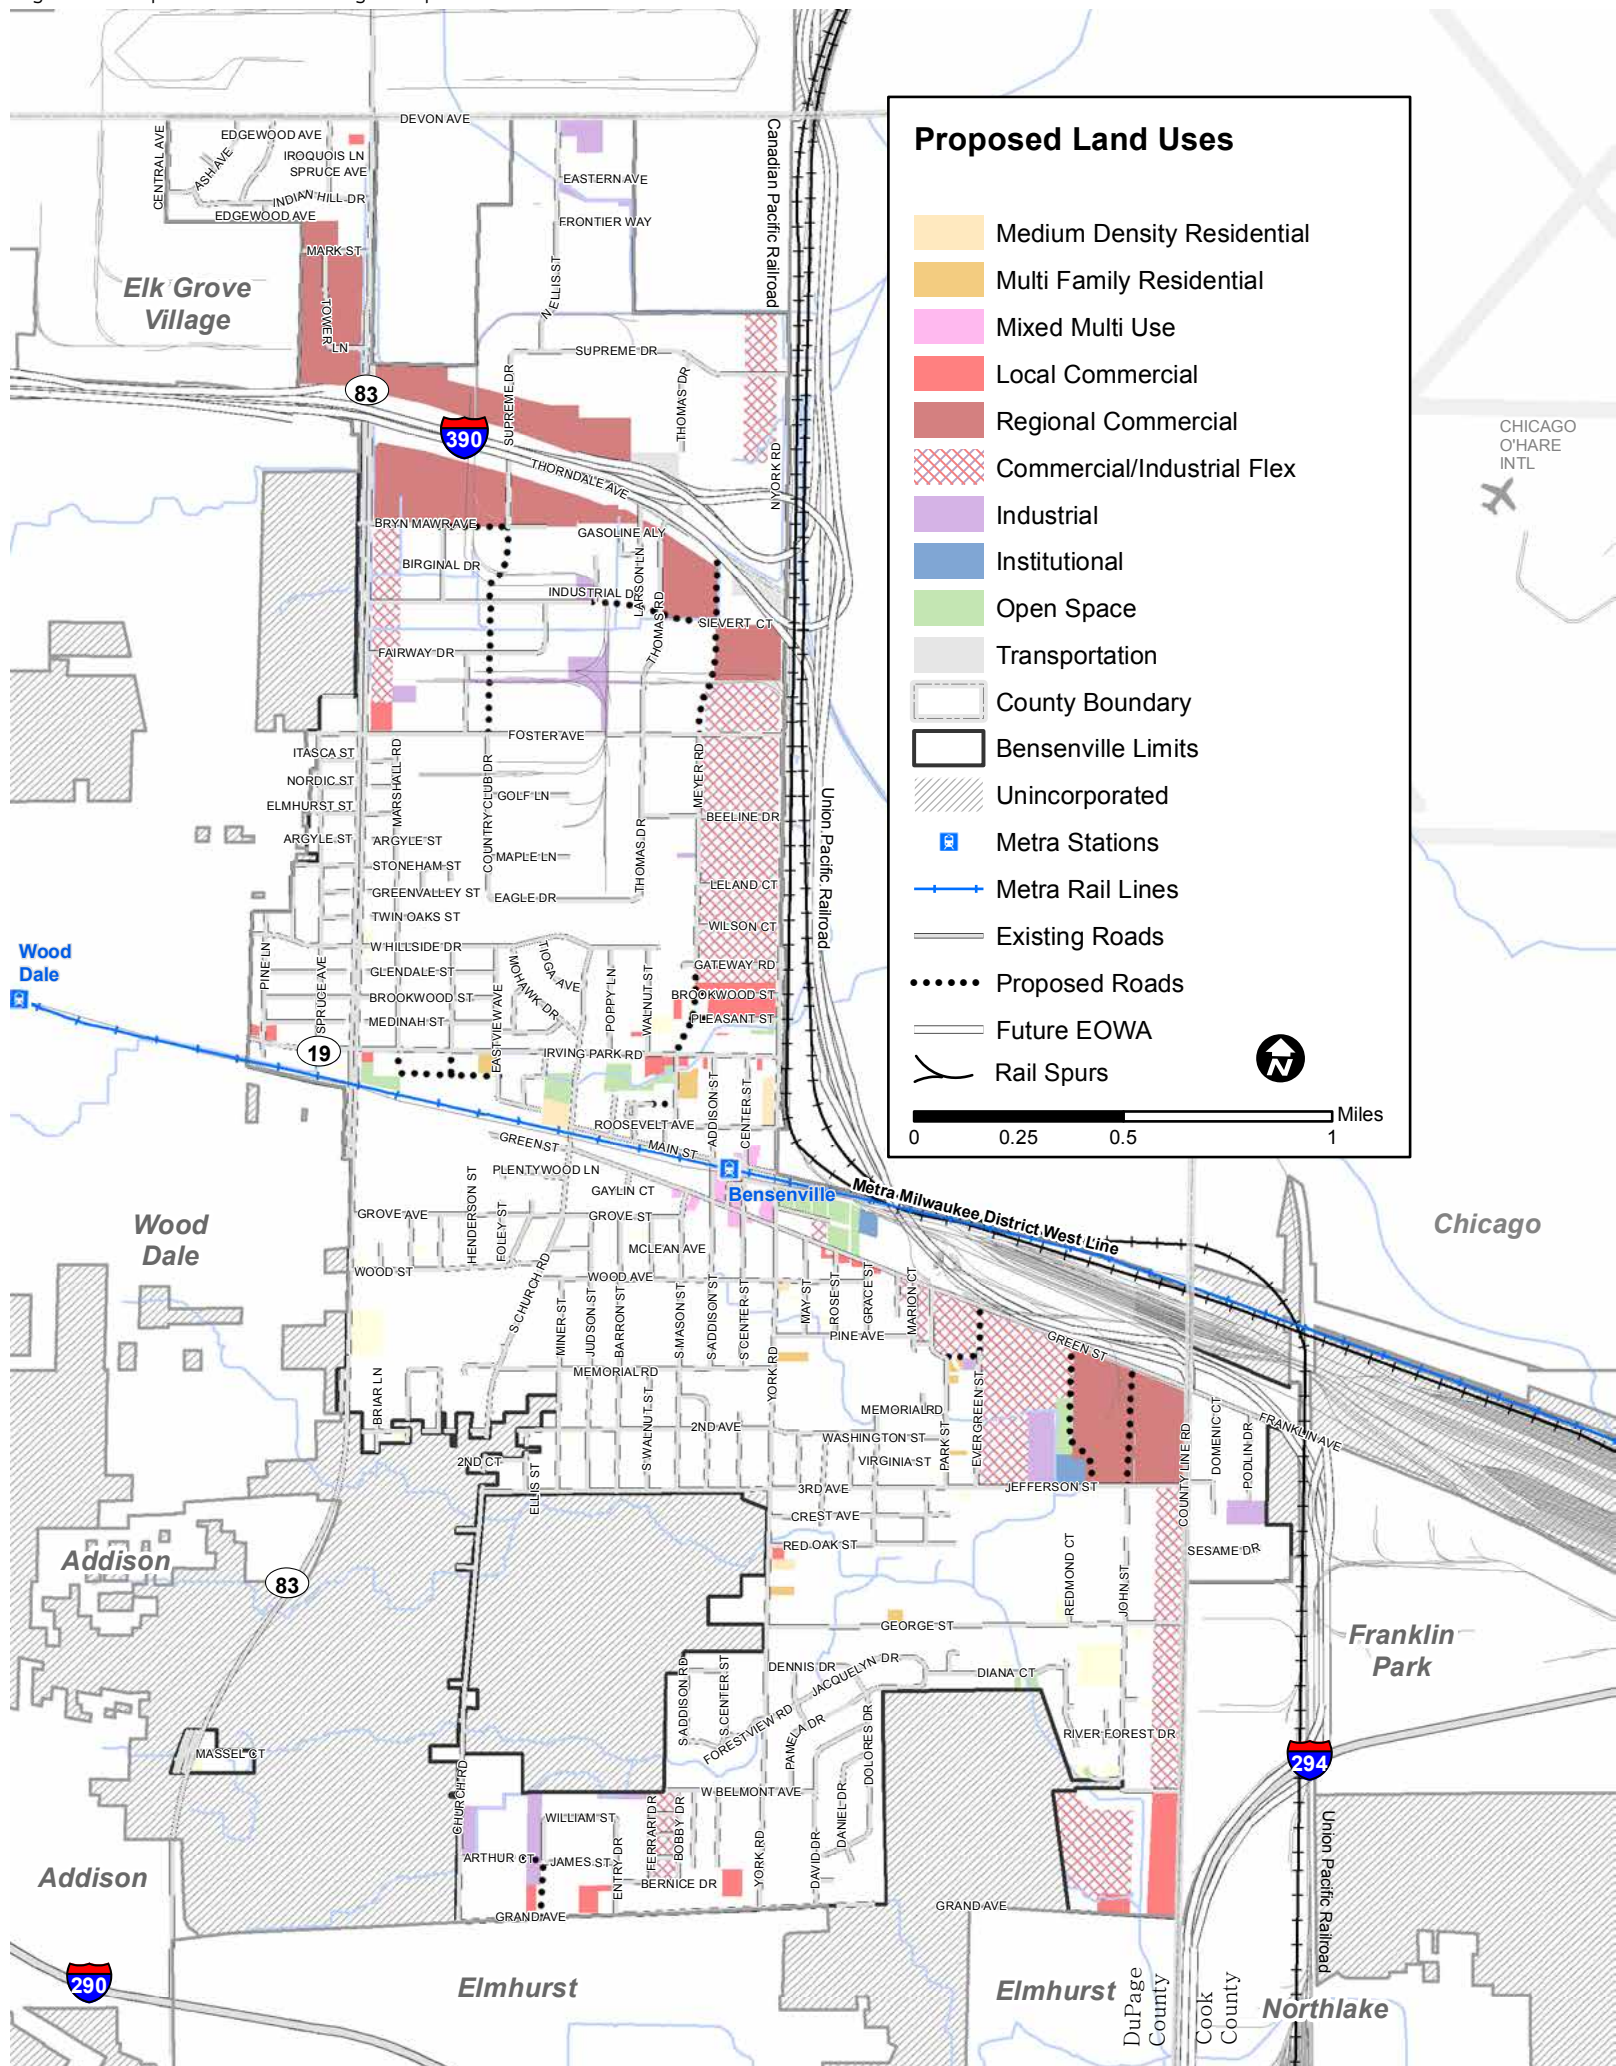 DEVON AVE
CENTRAL AVE
EDGEWOOD AVE
ASH AVE
IROQUOIS LN
SPRUCE AVE
INDIAN HILL DR
EDGEWOOD AVE
EASTERN AVE
FRONTIER WAY
Canadian Pacific Railroad
MARK ST
Elk Grove
Village
TOWER
LN
N ELLIS ST
SUPREME DR
SUPREME DR
THOMAS DR
83
390
THORNDALE AVE
N YORK RD
BRYN MAWR AVE
GASOLINE ALY
BIRGINAL DR
INDUSTRIAL D
LARSON LN
THOMAS RD
SIEVERT CT
FAIRWAY DR
FOSTER AVE
ITASCA ST
NORDIC ST
ELMHURST ST
ARGYLE ST
ARGYLE ST
MARSHALL RD
COUNTRY CLUB DR
GOLF LN
MEYER RD
BEELINE DR
STONEHAM ST
MAPLE LN
THOMAS DR
GREENVALLEY ST
EAGLE DR
LELAND CT
TWIN OAKS ST
WILSON CT
Union Pacific Railroad
W HILLSIDE DR
PINE LN
SPRUCE AVE
GLENDALE ST
BROOKWOOD ST
MEDINAH ST
MOHAWK DR
TIOGA AVE
POPPY LN
WALNUT ST
GATEWAY RD
BROOKWOOD ST
PLEASANT ST
Wood
Dale
19
EASTVIEW AVE
IRVING PARK RD
ROOSEVELT AVE
ADDISON ST
CENTER ST
GREEN ST
MAIN ST
PLENTYWOOD LN
GAYLIN CT
Bensenville
Metra Milwaukee District West Line
Wood
Dale
GROVE AVE
HENDERSON ST
FOLEY ST
GROVE ST
MCLEAN AVE
WOOD ST
WOOD AVE
S CHURCH RD
MINER ST
JUDSON ST
BARRON ST
S MASON ST
S ADDISON ST
S CENTER ST
MAY ST
ROSE ST
GRACE ST
MARION CT
PINE AVE
GREEN ST
YORK RD
MEMORIAL RD
BRIAR LN
MEMORIAL RD
2ND AVE
S WALNUT ST
WASHINGTON ST
VIRGINIA ST
PARK ST
EVERGREEN ST
2ND CT
ELLIS ST
3RD AVE
JEFFERSON ST
COUNTY LINE RD
DOMENIC CT
PODLIN DR
FRANKLIN AVE
CREST AVE
RED OAK ST
REDMOND CT
JOHN ST
SESAME DR
Addison
83
GEORGE ST
DENNIS DR
JACQUELYN DR
DIANA CT
S ADDISON RD
S CENTER ST
FORESTVIEW RD
PAMELA DR
DOLORES DR
RIVER FOREST DR
MASSEL CT
CHURCH RD
W BELMONT AVE
WILLIAM ST
FERRARI DR
BOBBY DR
DANIEL DR
ARTHUR CT
JAMES ST
ENTRY DR
BERNICE DR
YORK RD
DAVID DR
GRAND AVE
GRAND AVE
Addison
290
Elmhurst
Elmhurst
DuPage
County
Cook
County
Northlake
Franklin
Park
294
Union Pacific Railroad
Chicago
CHICAGO
O'HARE
INTL
Proposed Land Uses
Medium Density Residential
Multi Family Residential
Mixed Multi Use
Local Commercial
Regional Commercial
Commercial/Industrial Flex
Industrial
Institutional
Open Space
Transportation
County Boundary
Bensenville Limits
Unincorporated
Metra Stations
Metra Rail Lines
Existing Roads
Proposed Roads
Future EOWA
Rail Spurs
N
Miles
0 0.25 0.5 1